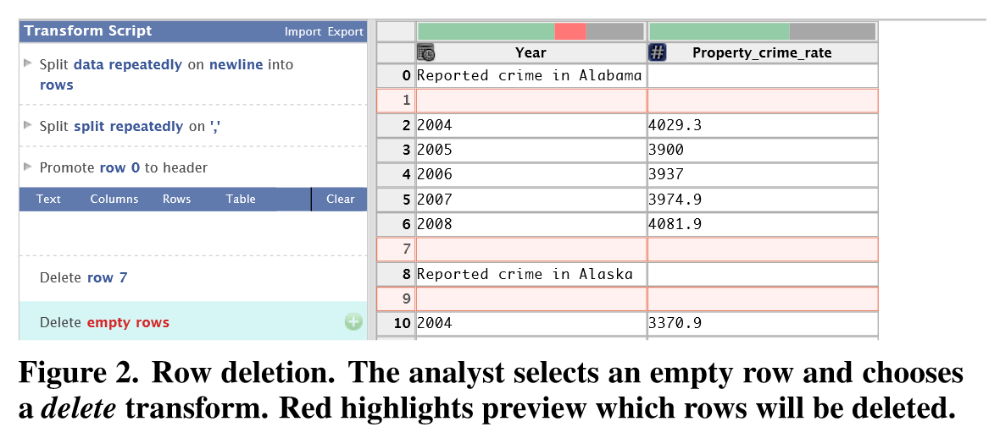 Transform Script Import Export
Split data repeatedly on newline into
rows
Split split repeatedly on ','
Promote row 0 to header
Text Columns Rows Table Clear
Delete row 7
Delete empty rows
# 
Year Property_crime_rate
0 Reported crime in Alabama
1
2 2004 4029.3
3 2005 3900
4 2006 3937
5 2007 3974.9
6 2008 4081.9
7
8 Reported crime in Alaska
9
10 2004 3370.9
Figure 2. Row deletion. The analyst selects an empty row and chooses
a delete transform. Red highlights preview which rows will be deleted.